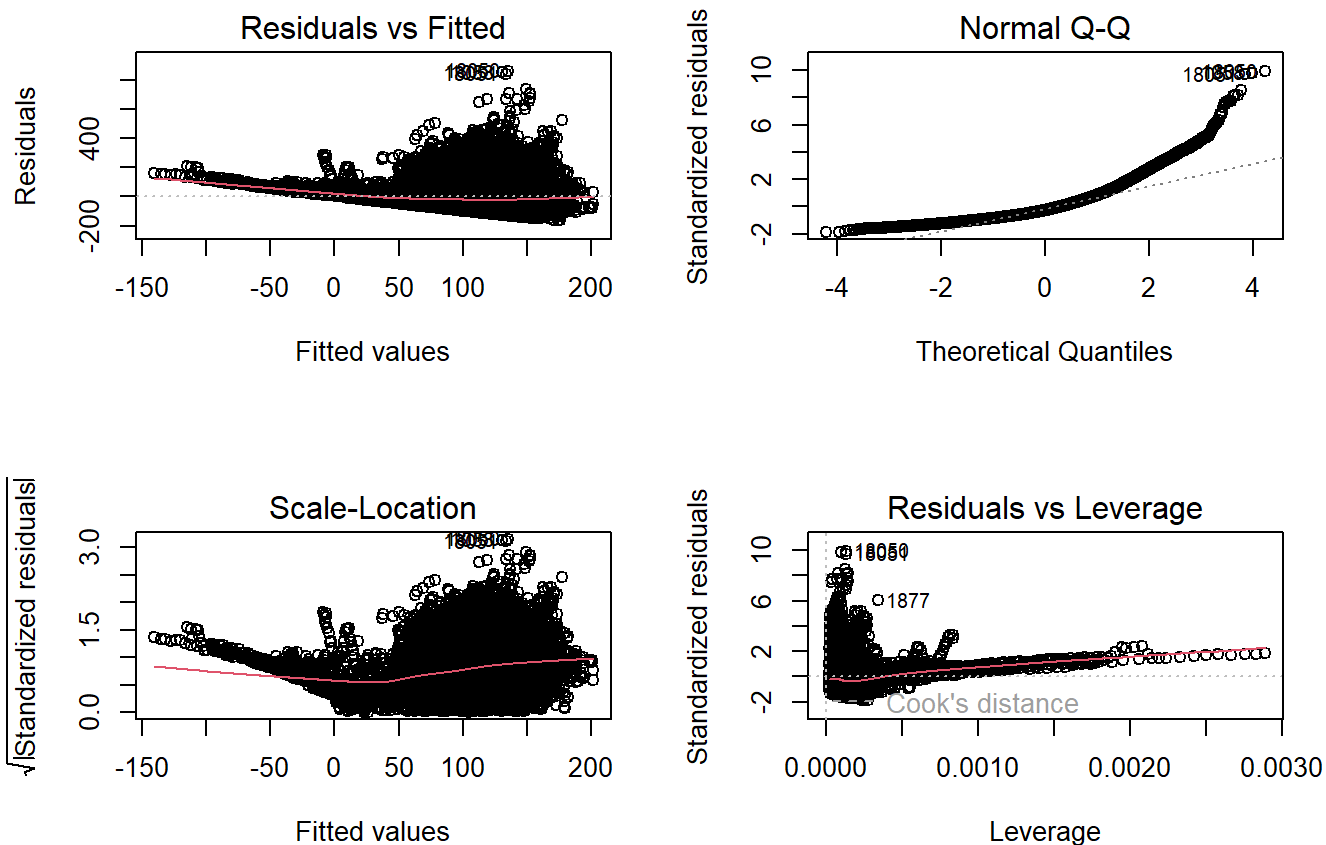 Residuals vs Fitted
Residuals
400
-200
-150
-50
0
50
100
200
Fitted values
Normal Q-Q
Standardized residuals
10
6
2
-2
18051
-4
-2
0
2
4
Theoretical Quantiles
Scale-Location
√|Standardized residuals|
3.0
1.5
0.0
18051
-150
-50
0
50
100
200
Fitted values
Residuals vs Leverage
Standardized residuals
10
6
2
-2
18051
1877
Cook's distance
0.0000
0.0010
0.0020
0.0030
Leverage